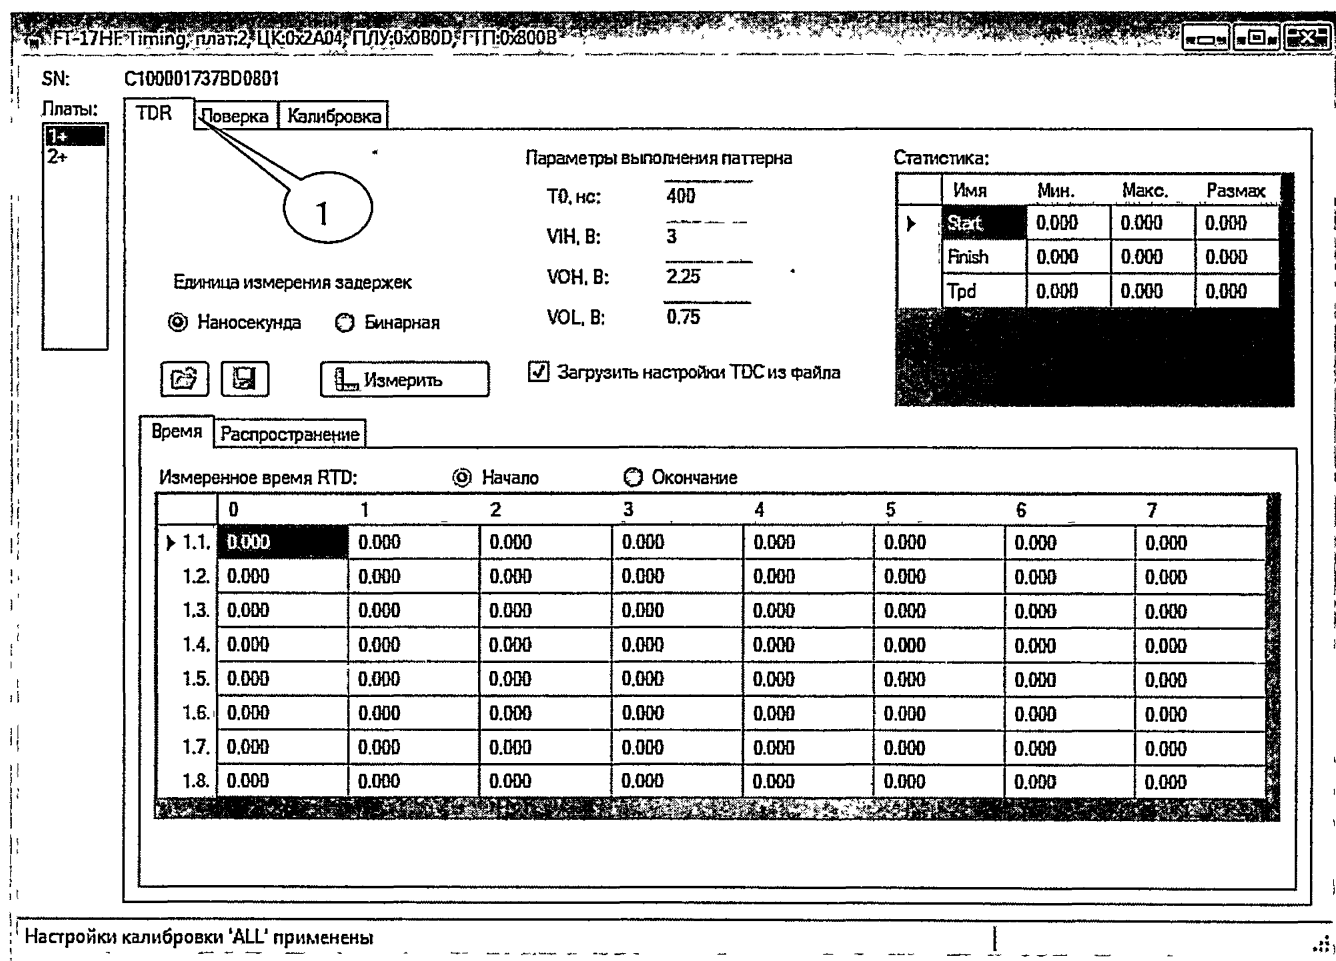 FT-17HF Timing, плат:2, ЦК:0x2A04, ПЛУ:0x0B0D, ГТП:0x800B
SN: C100001737BD0801
Платы:
1+
2+
TDR Поверка Калибровка
1
Единица измерения задержек
Наносекунда Бинарная
Измерить
Параметры выполнения паттерна
T0, нс: 400
VIH, В: 3
VOH, В: 2.25
VOL, В: 0.75
Загрузить настройки TDC из файла
Статистика:
Имя Мин. Макс. Размах
Start 0.000 0.000 0.000
Finish 0.000 0.000 0.000
Tpd 0.000 0.000 0.000
Время Распространение
Измеренное время RTD: Начало Окончание
0 1 2 3 4 5 6 7
1.1. 0.000 0.000 0.000 0.000 0.000 0.000 0.000 0.000
1.2. 0.000 0.000 0.000 0.000 0.000 0.000 0.000 0.000
1.3. 0.000 0.000 0.000 0.000 0.000 0.000 0.000 0.000
1.4. 0.000 0.000 0.000 0.000 0.000 0.000 0.000 0.000
1.5. 0.000 0.000 0.000 0.000 0.000 0.000 0.000 0.000
1.6. 0.000 0.000 0.000 0.000 0.000 0.000 0.000 0.000
1.7. 0.000 0.000 0.000 0.000 0.000 0.000 0.000 0.000
1.8. 0.000 0.000 0.000 0.000 0.000 0.000 0.000 0.000
Настройки калибровки 'ALL' применены